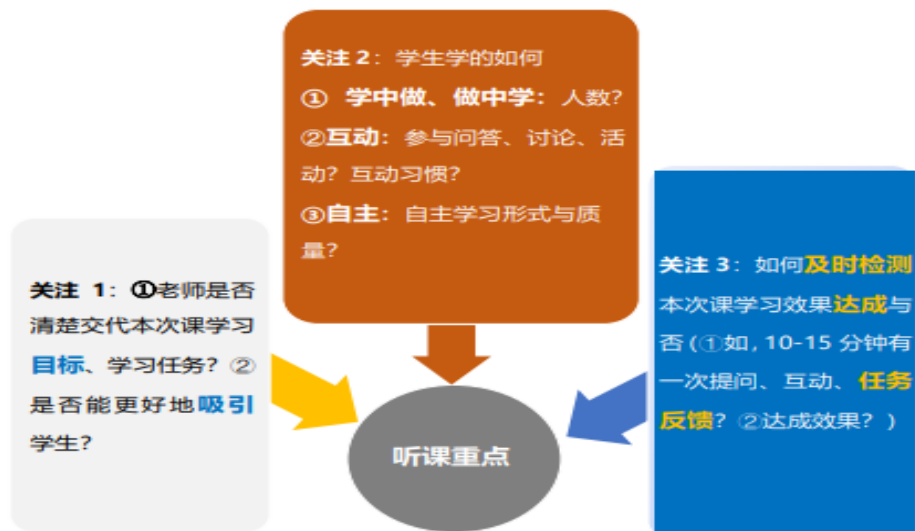 关注 2：学生学的如何
① 学中做、做中学：人数?
②互动：参与问答、讨论、活
动？互动习惯?
③自主：自主学习形式与质
量?
关注 1：①老师是否
清楚交代本次课学习
目标、学习任务？②
是否能更好地吸引
学生?
关注 3：如何及时检测
本次课学习效果达成与
否(①如, 10-15 分钟有
一次提问、互动、任务
反馈？②达成效果？)
听课重点